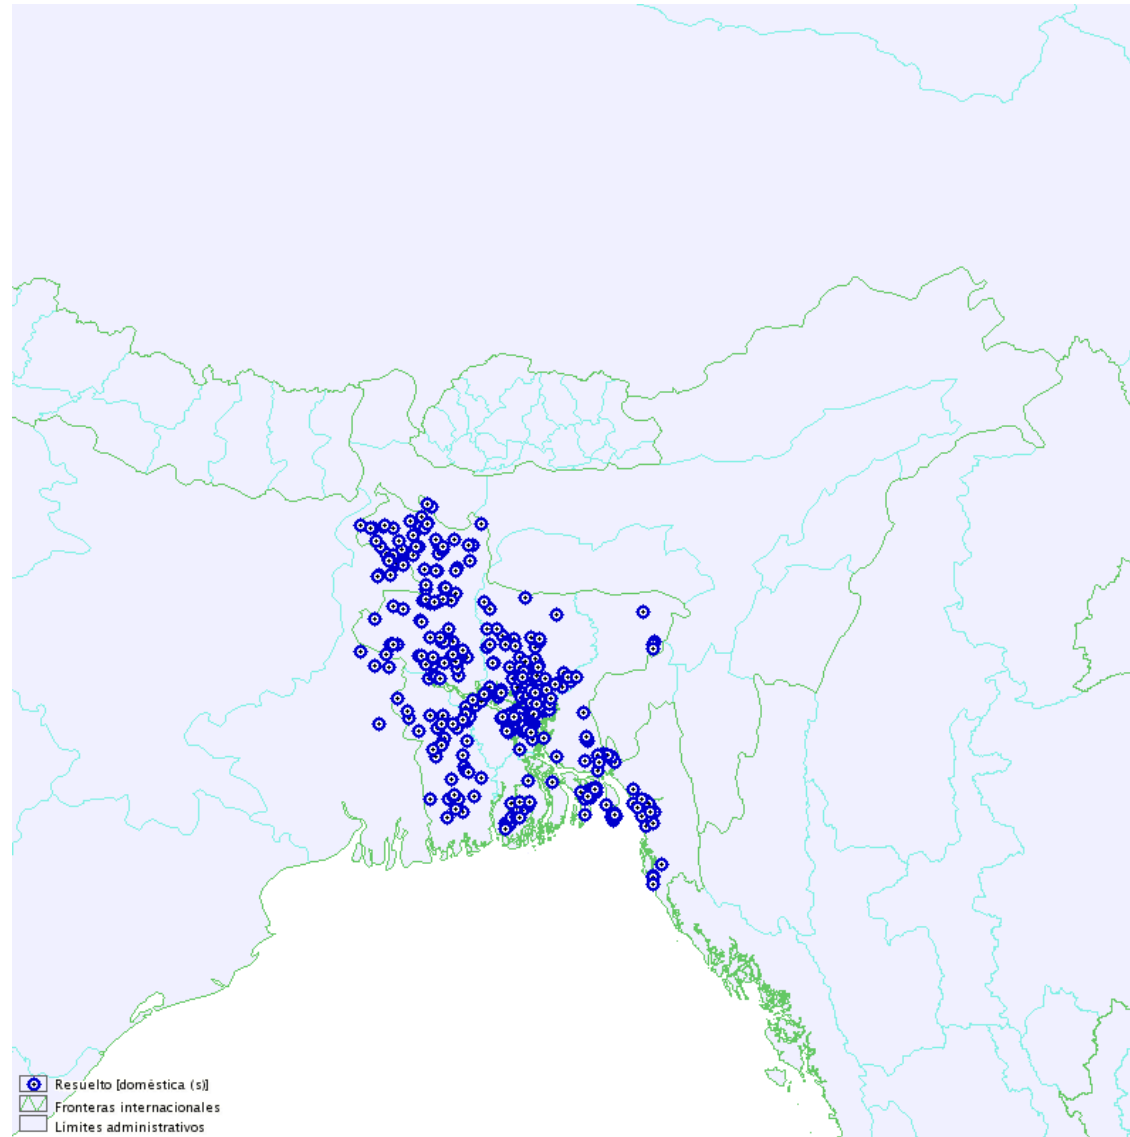 Resuelto [doméstica (s)]
Fronteras internacionales
Límites administrativos